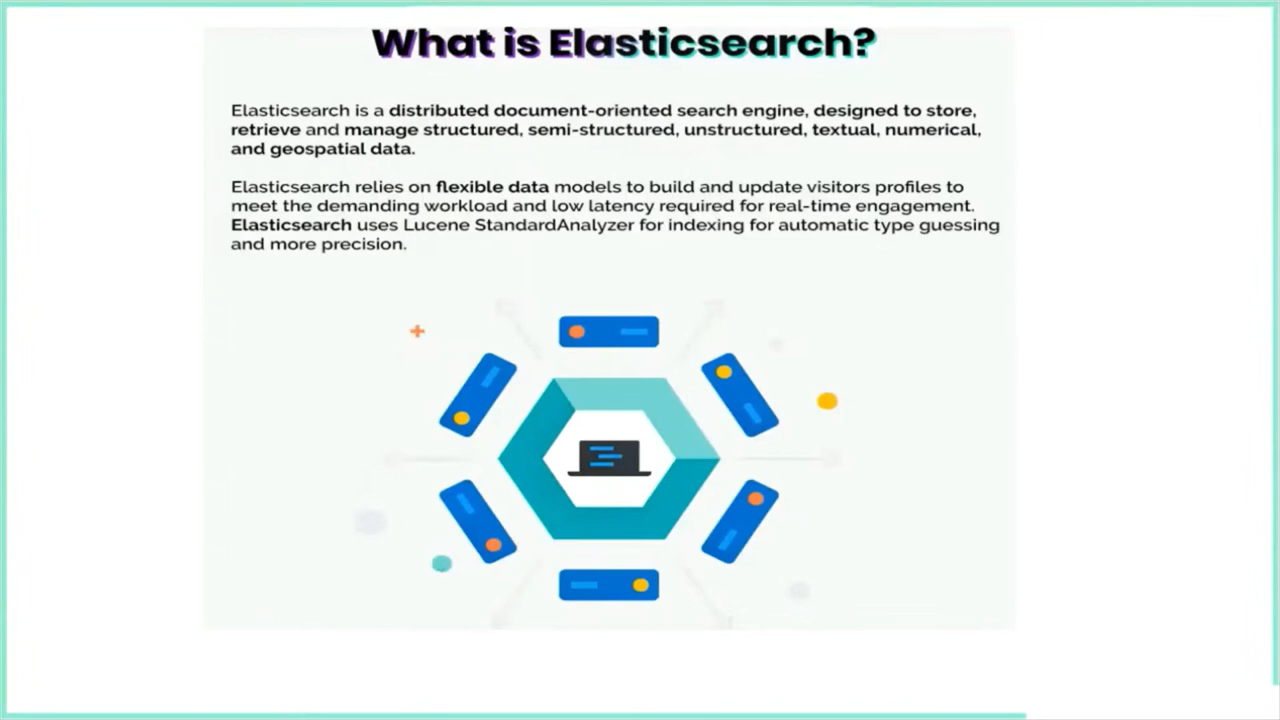 What is Elasticsearch?
Elasticsearch is a distributed document-oriented search engine, designed to store,
retrieve and manage structured, semi-structured, unstructured, textual, numerical,
and geospatial data.
Elasticsearch relies on flexible data models to build and update visitors profiles to
meet the demanding workload and low latency required for real-time engagement.
Elasticsearch uses Lucene StandardAnalyzer for indexing for automatic type guessing
and more precision.